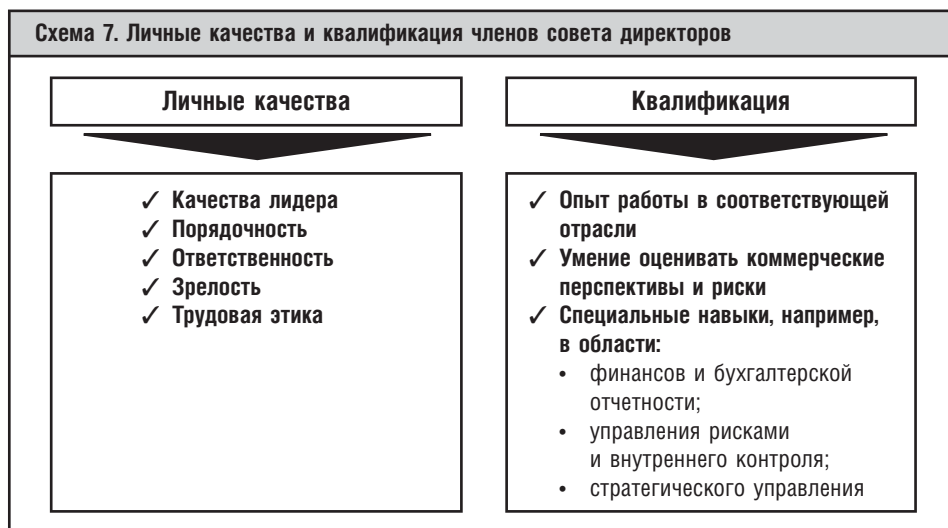 Схема 7. Личные качества и квалификация членов совета директоров
Личные качества
✓ Качества лидера
✓ Порядочность
✓ Ответственность
✓ Зрелость
✓ Трудовая этика
Квалификация
✓ Опыт работы в соответствующей
отрасли
✓ Умение оценивать коммерческие
перспективы и риски
✓ Специальные навыки, например,
в области:
• финансов и бухгалтерской
отчетности;
• управления рисками
и внутреннего контроля;
• стратегического управления